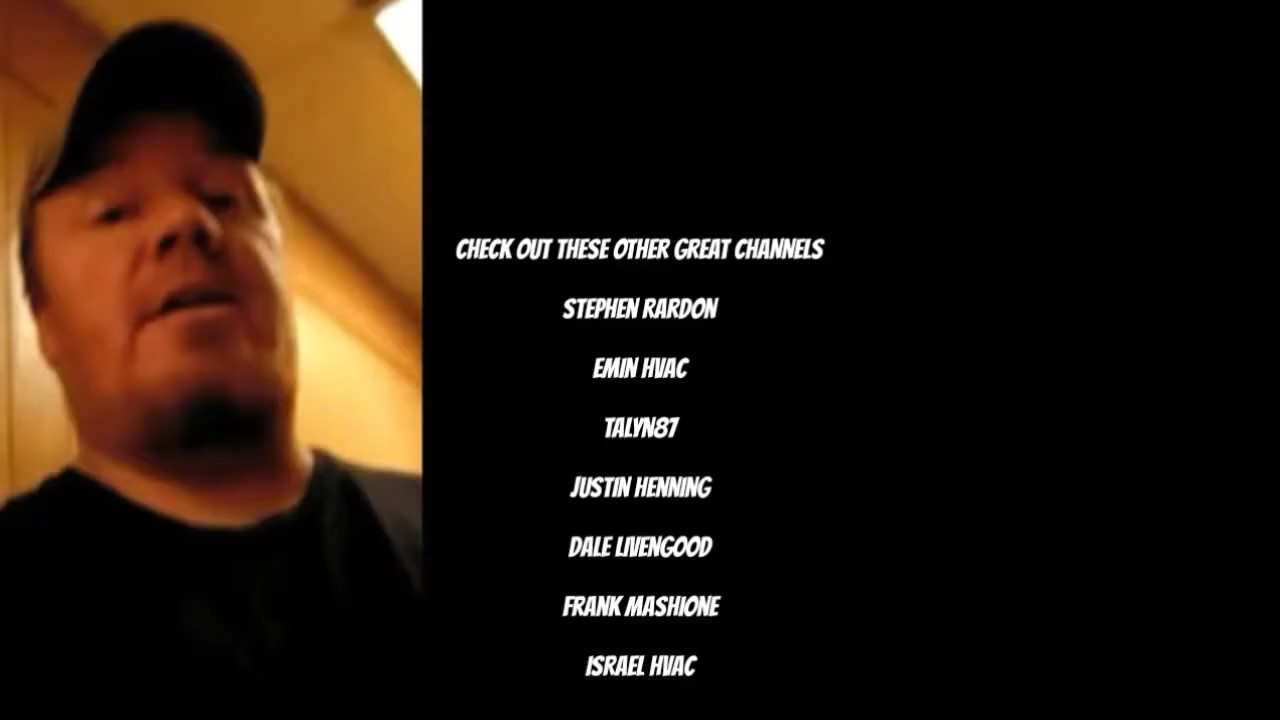 CHECK OUT THESE OTHER GREAT CHANNELS
STEPHEN RARDON
EMIN HVAC
TALYN87
JUSTIN HENNING
DALE LIVENGOOD
FRANK MASHIONE
ISRAEL HVAC